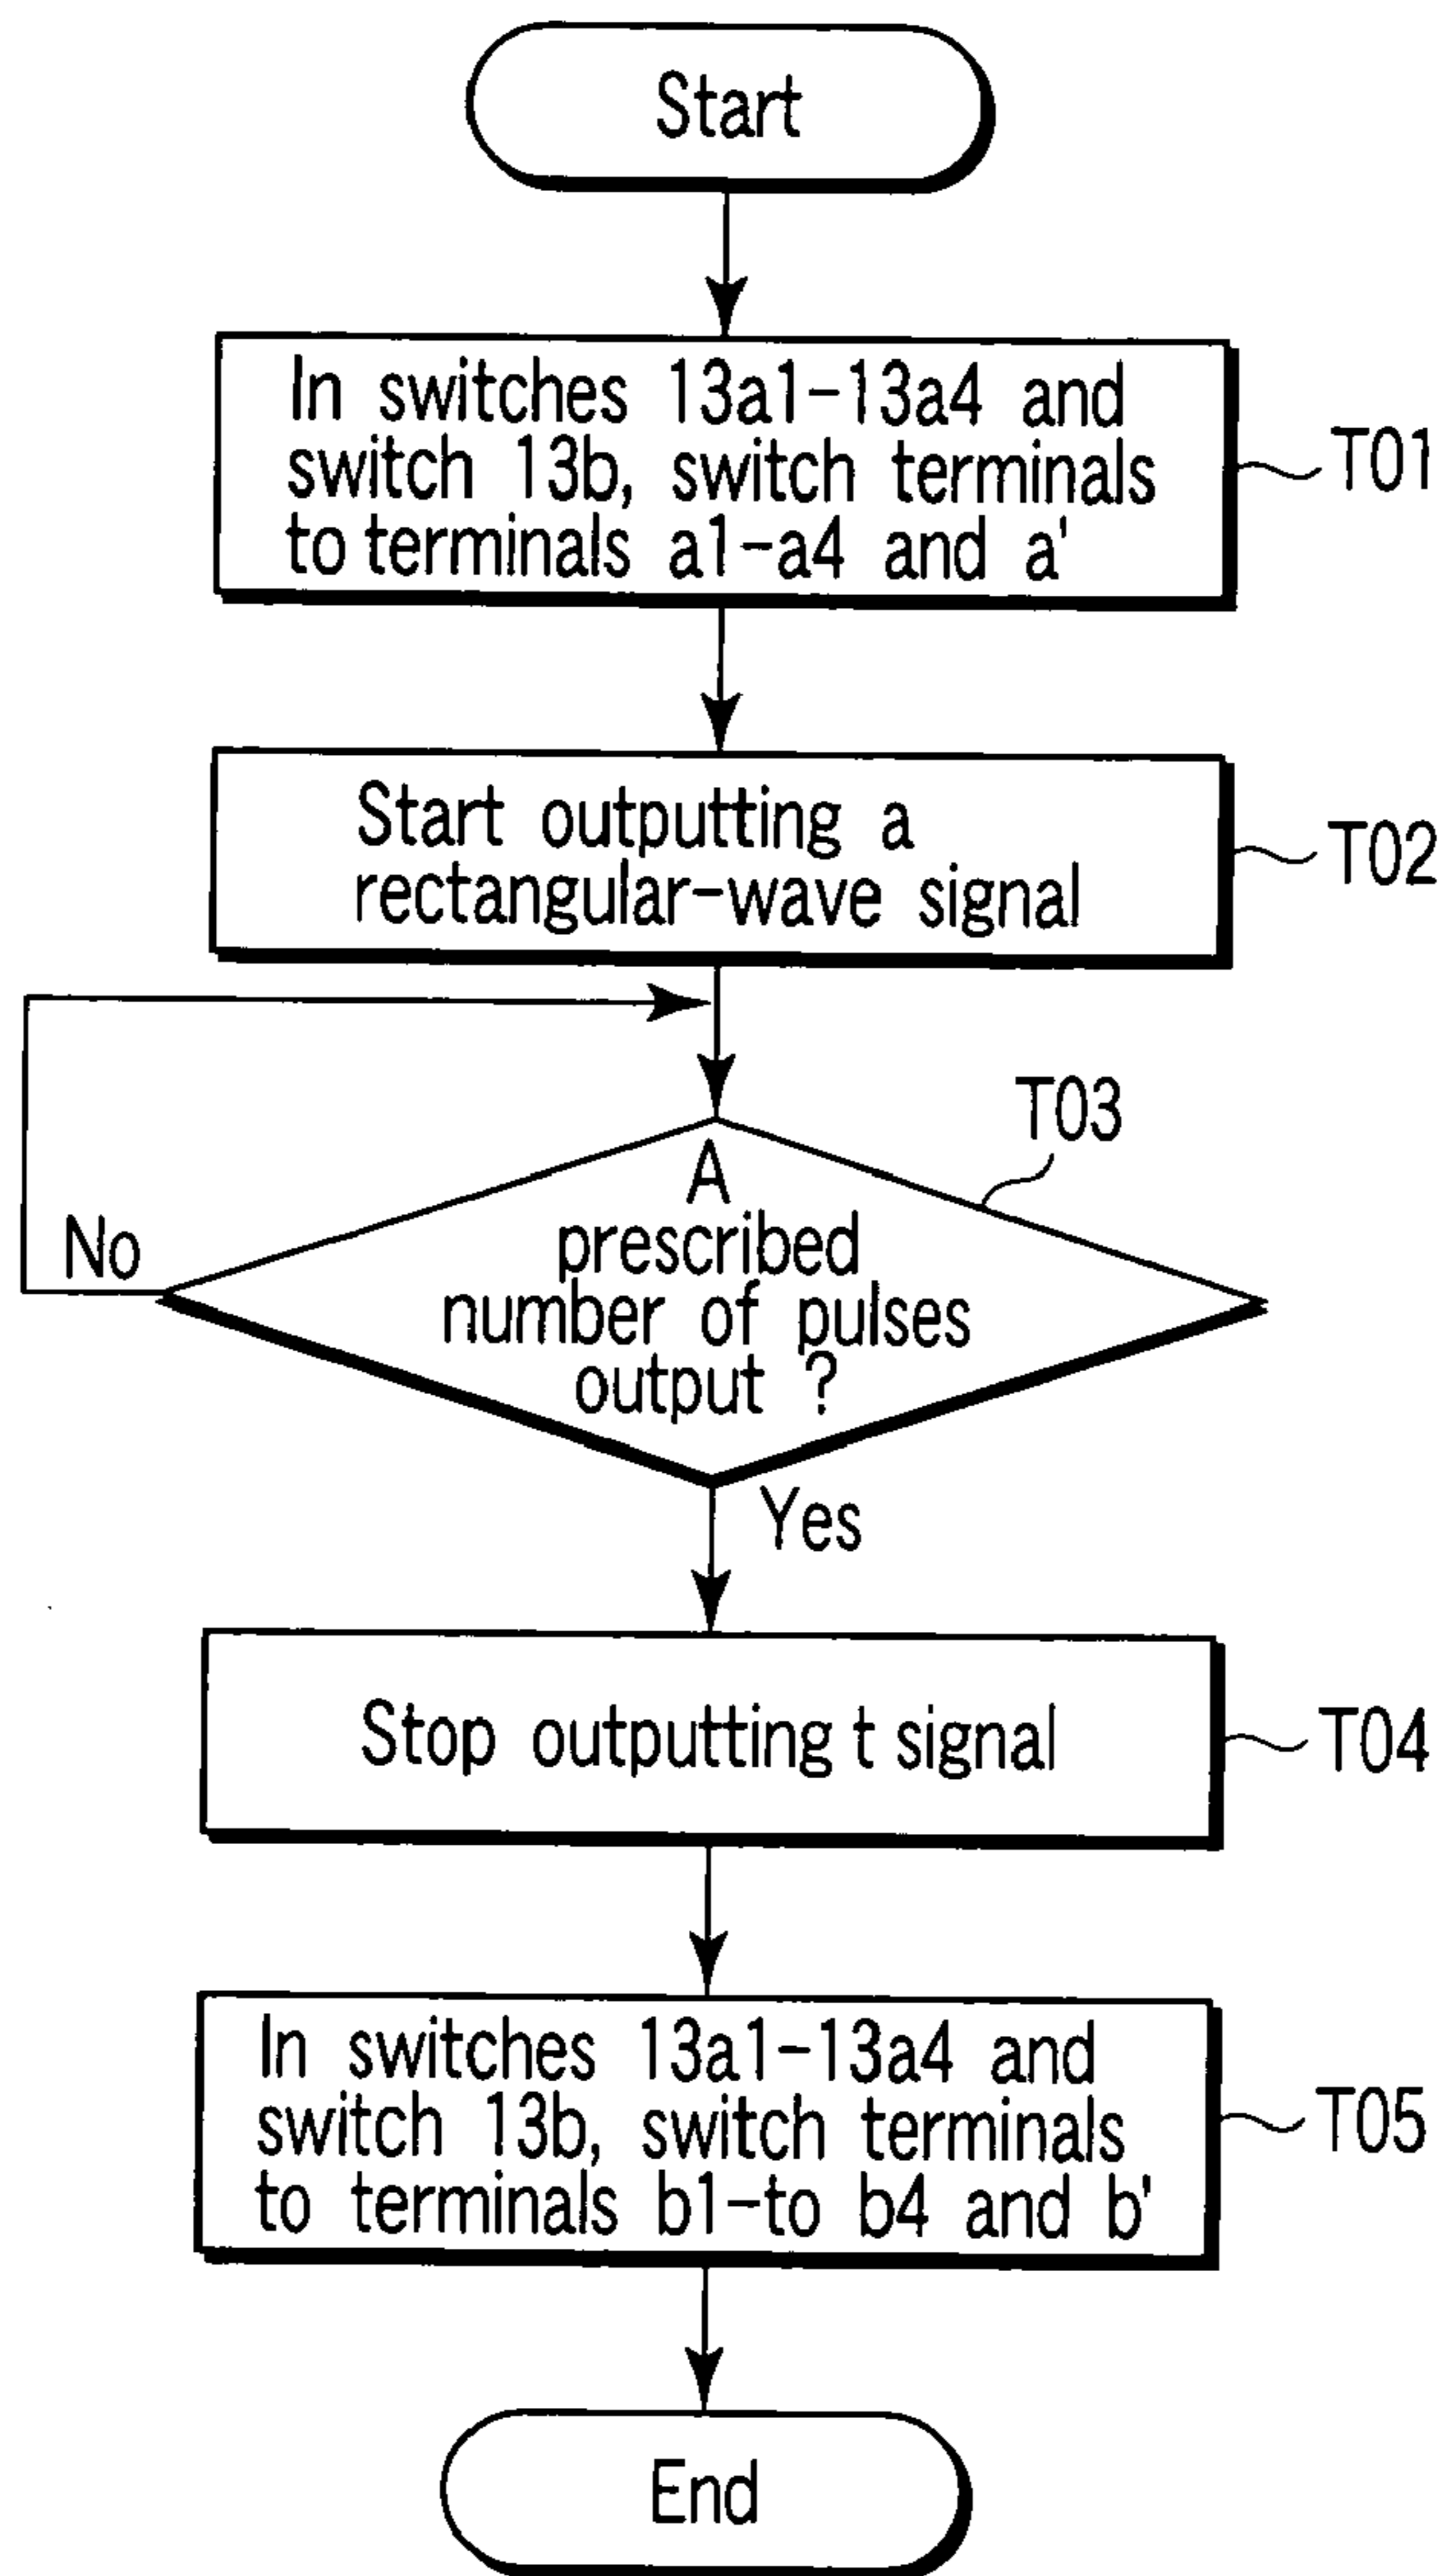 Start
In switches 13a1-13a4 and
switch 13b, switch terminals
to terminals a1-a4 and a'
T01
Start outputting a
rectangular-wave signal
T02
T03
A
prescribed
number of pulses
output ?
No
Yes
Stop outputting t signal
T04
In switches 13a1-13a4 and
switch 13b, switch terminals
to terminals b1-to b4 and b'
T05
End